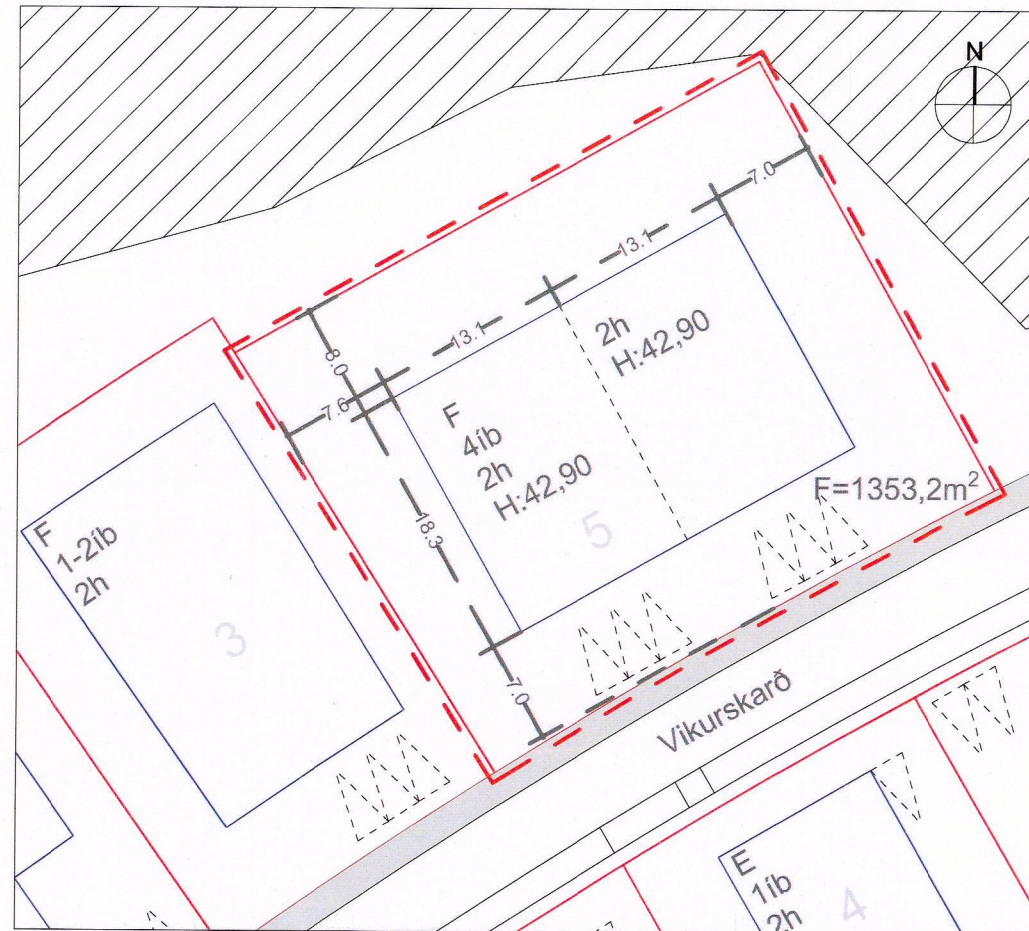 N
7.0
13.1
13.1
8.0
7.6
18.3
7.0
2h
H:42,90
F
4íb
2h
H:42,90
5
F=1353,2m²
F
1-2íb
2h
3
Vikurskarð
E
1íb
2h
4